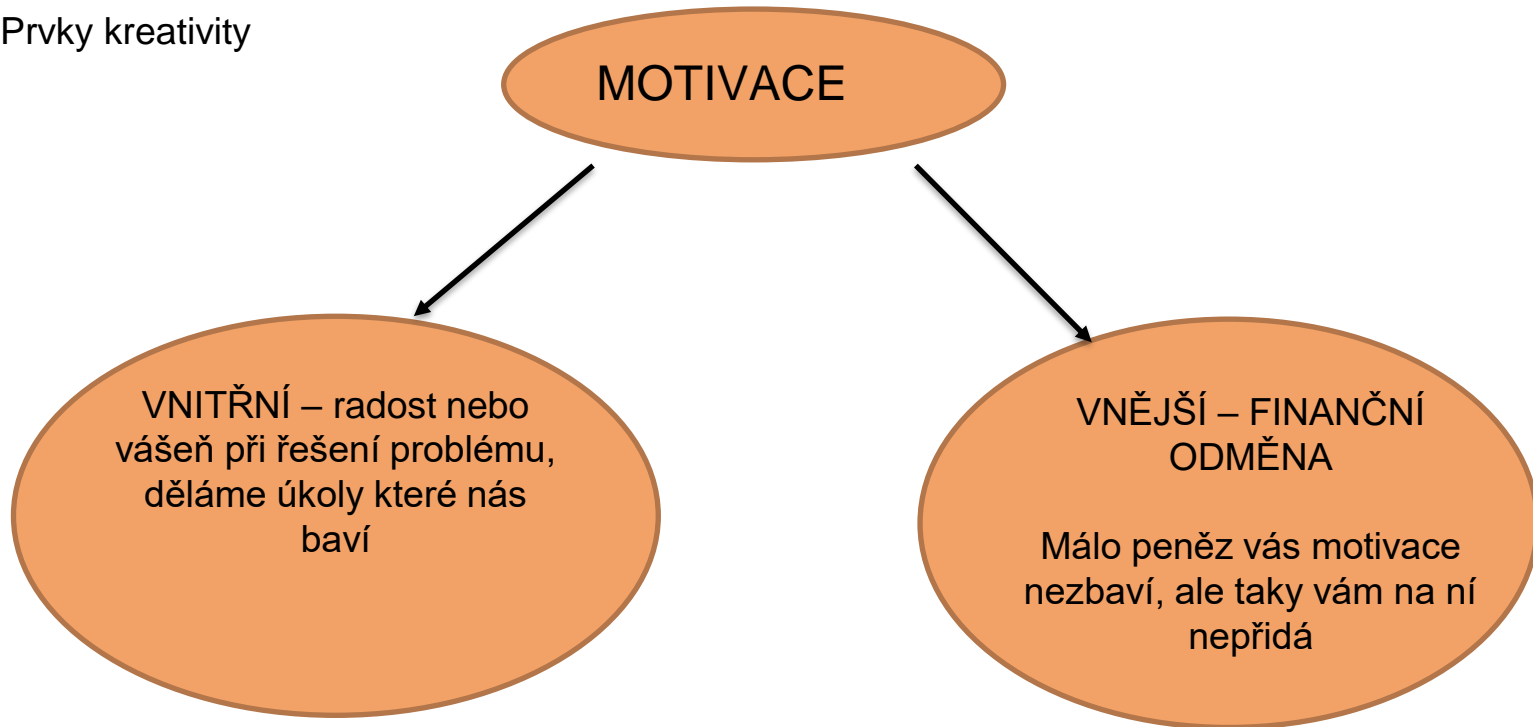 Prvky kreativity
MOTIVACE
VNITŘNÍ – radost nebo
vášeň při řešení problému,
děláme úkoly které nás
baví
VNĚJŠÍ – FINANČNÍ
ODMĚNA
Málo peněz vás motivace
nezbaví, ale taky vám na ní
nepřidá